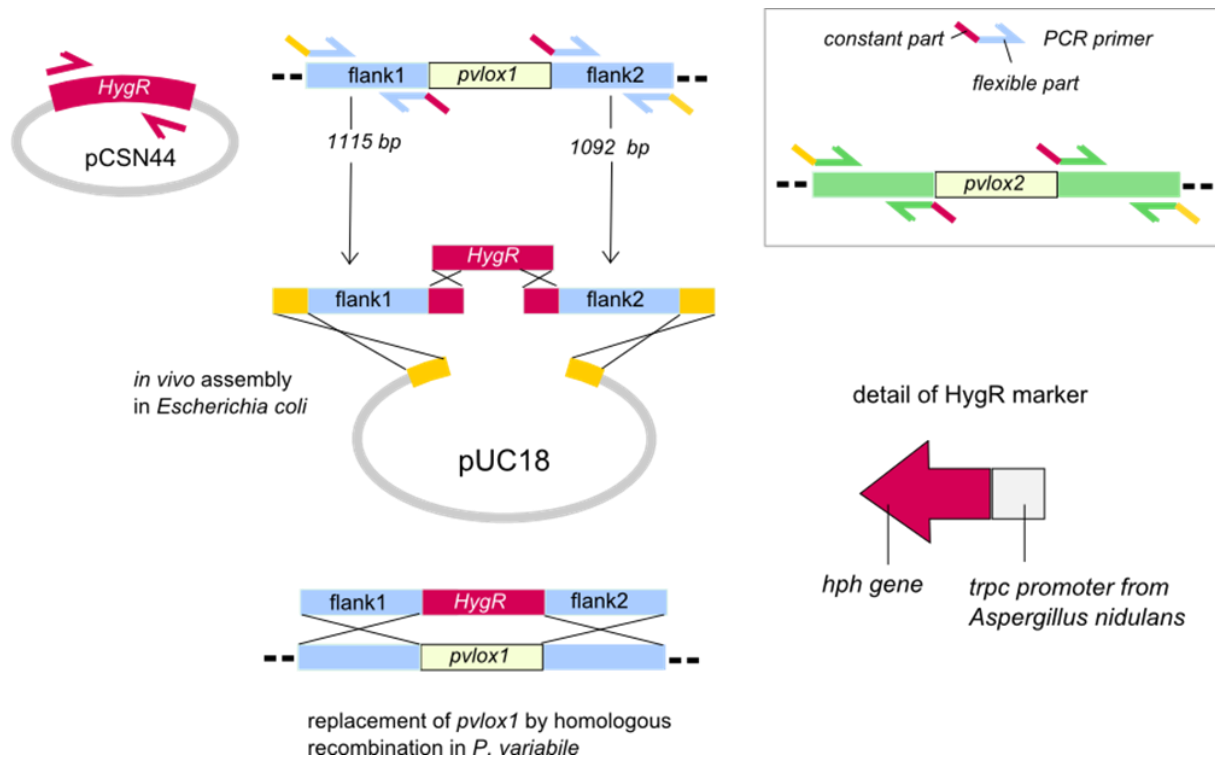 HygR
pCSN44
flank1
pvlox1
flank2
1115 bp
1092 bp
constant part
PCR primer
flexible part
pvlox2
HygR
flank1
flank2
in vivo assembly
in Escherichia coli
pUC18
detail of HygR marker
hph gene
trpc promoter from
Aspergillus nidulans
flank1
HygR
flank2
pvlox1
replacement of pvlox1 by homologous
recombination in P. variabile